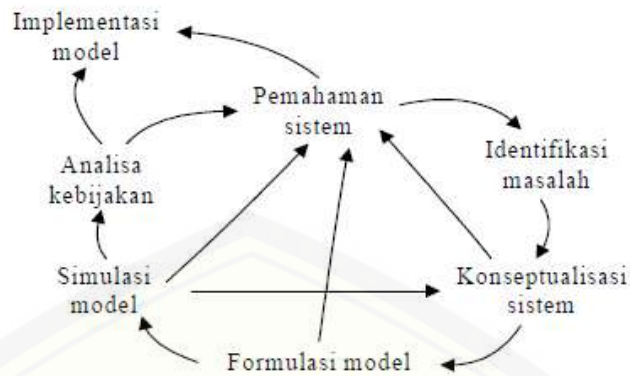 Implementasi
model
Pemahaman
sistem
Identifikasi
masalah
Analisa
kebijakan
Simulasi
model
Konseptualisasi
sistem
Formulasi model